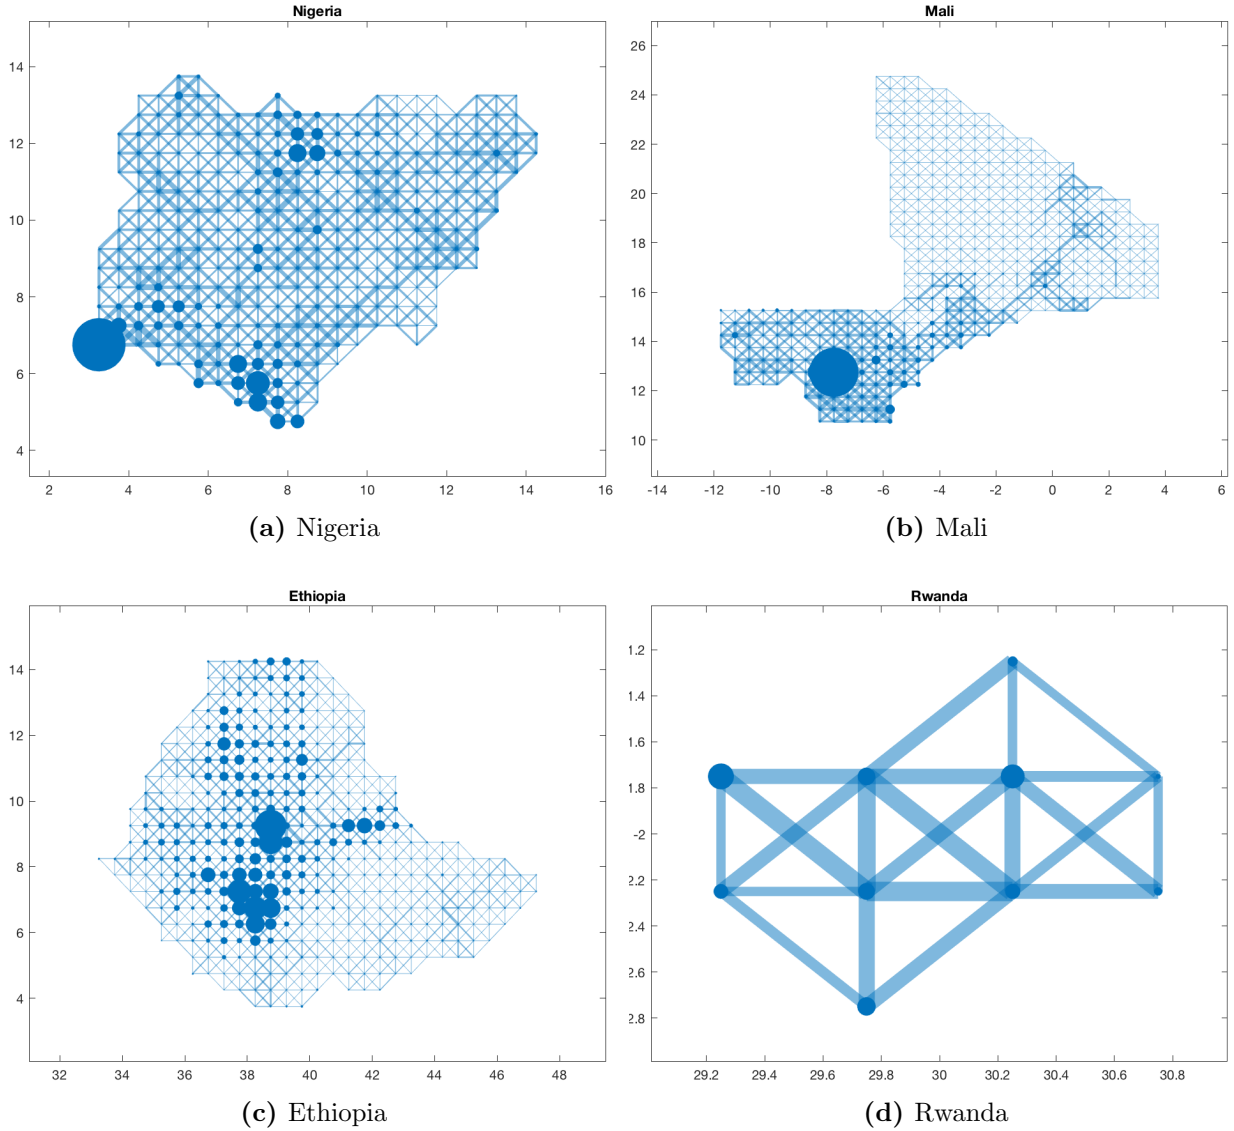 Nigeria
14
12
10
8
6
4
2 4 6 8 10 12 14 16
(a) Nigeria
Mali
26
24
22
20
18
16
14
12
10
-14 -12 -10 -8 -6 -4 -2 0 2 4 6
(b) Mali
Ethiopia
14
12
10
8
6
4
32 34 36 38 40 42 44 46 48
(c) Ethiopia
Rwanda
1.2
1.4
1.6
1.8
-2
2.2
2.4
2.6
2.8
29.2 29.4 29.6 29.8 30 30.2 30.4 30.6 30.8
(d) Rwanda